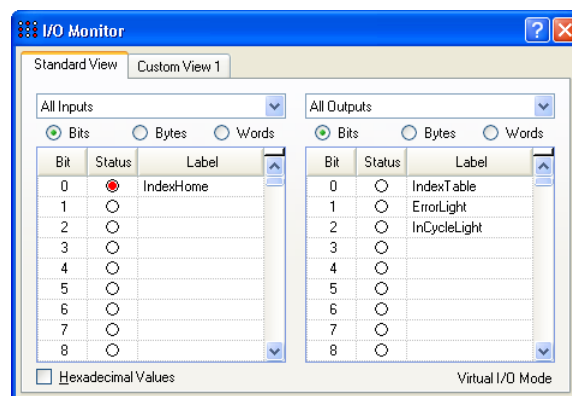 I/O Monitor
Standard View Custom View 1
All Inputs All Outputs
Bits Bytes Words Bits Bytes Words
Bit Status Label Bit Status Label
0 IndexHome 0 IndexTable
1 1 ErrorLight
2 2 InCycleLight
3 3
4 4
5 5
6 6
7 7
8 8
Hexadecimal Values Virtual I/O Mode